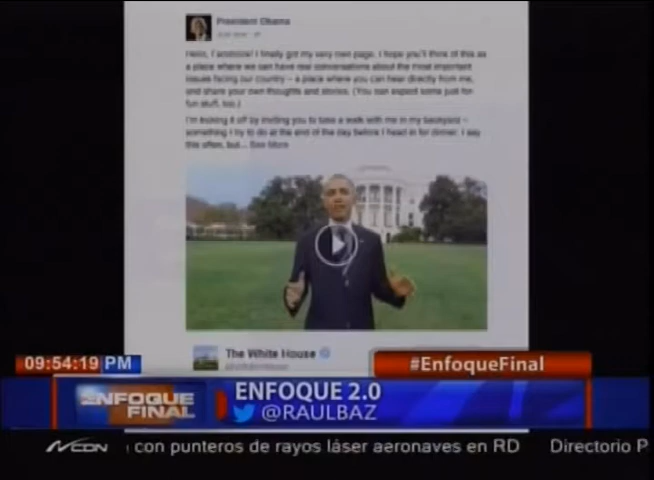 President Obama
Hello, Facebook! I finally got my very own page. I hope you'll think of this as
a place where we can have real conversations about the most important
issues facing our country – a place where you can hear directly from me,
and share your own thoughts and stories. (You can expect some just for
fun stuff, too.)
I'm kicking it off by inviting you to take a walk with me in my backyard –
something I try to do at the end of the day before I head in for dinner. I say
this often, but... See More
The White House
09:54:19 PM
#EnfoqueFinal
ENFOQUE
FINAL
ENFOQUE 2.0
@RAULBAZ
CDN
con punteros de rayos láser aeronaves en RD Directorio P